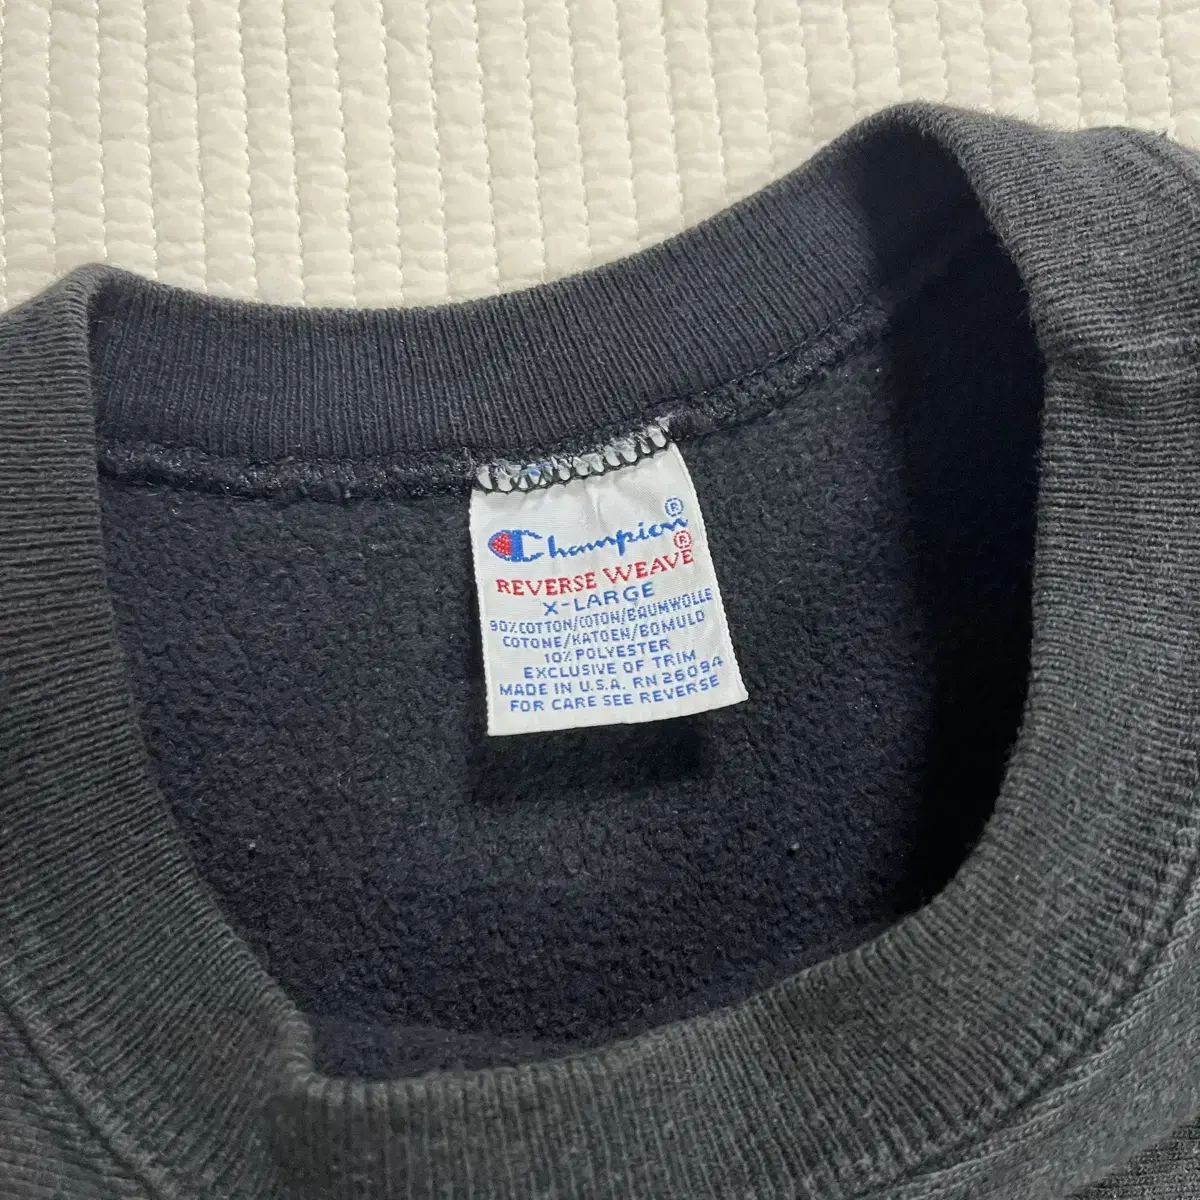 Champion®
REVERSE WEAVE®
X-LARGE
90% COTTON/COTON/BAUMWOLLE
COTONE/KATOEN/BOMULD
10% POLYESTER
EXCLUSIVE OF TRIM
MADE IN U.S.A. RN 26094
FOR CARE SEE REVERSE